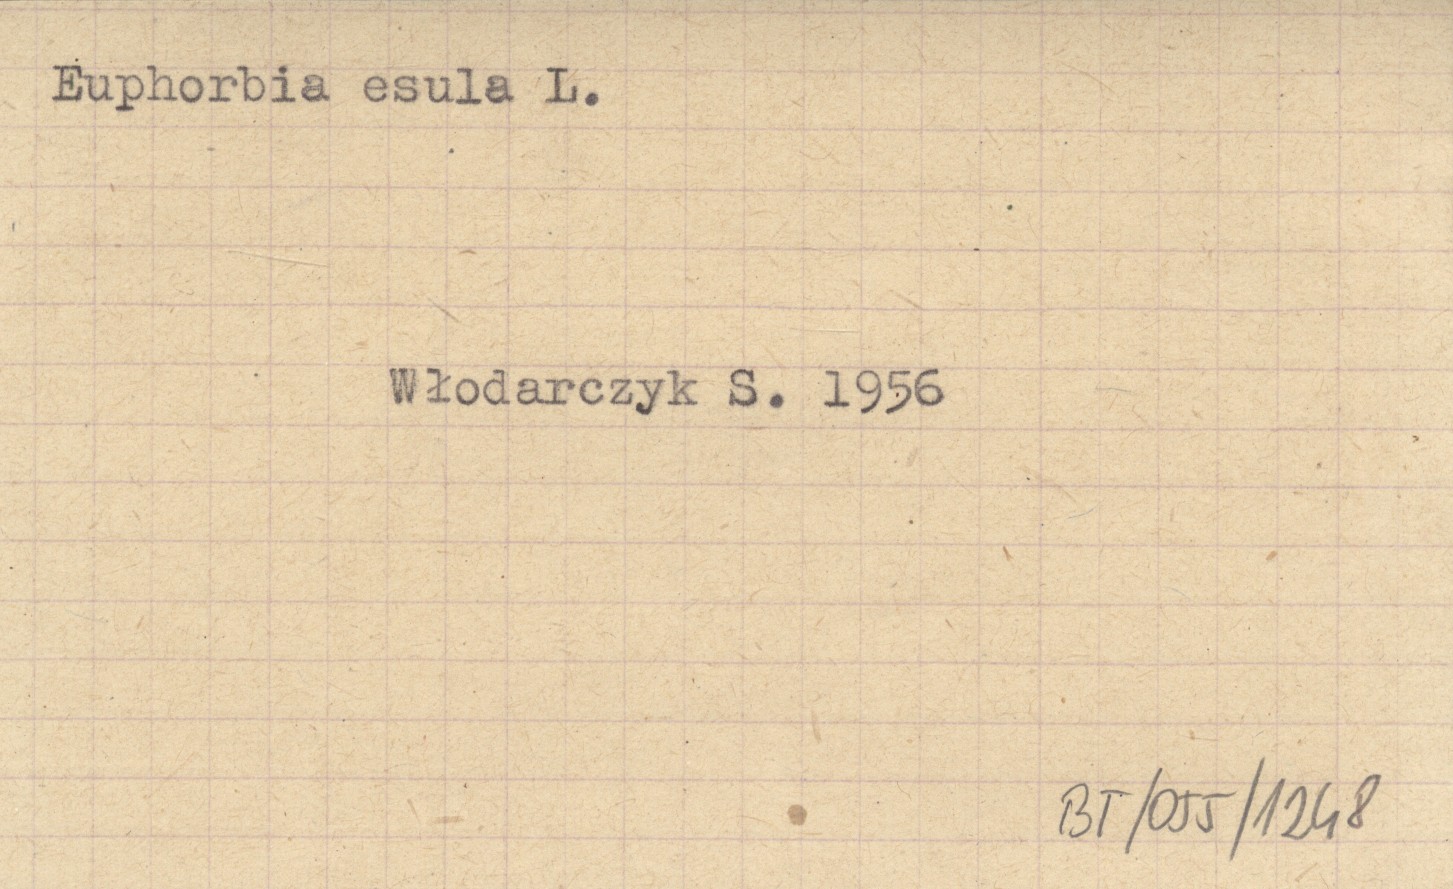 Euphorbia esula L.
Włodarczyk S. 1956
BT/055/1248